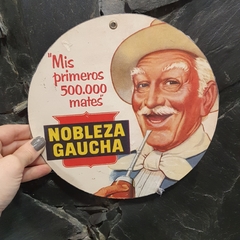 "Mis
primeros
500.000
mates"
NOBLEZA
GAUCHA